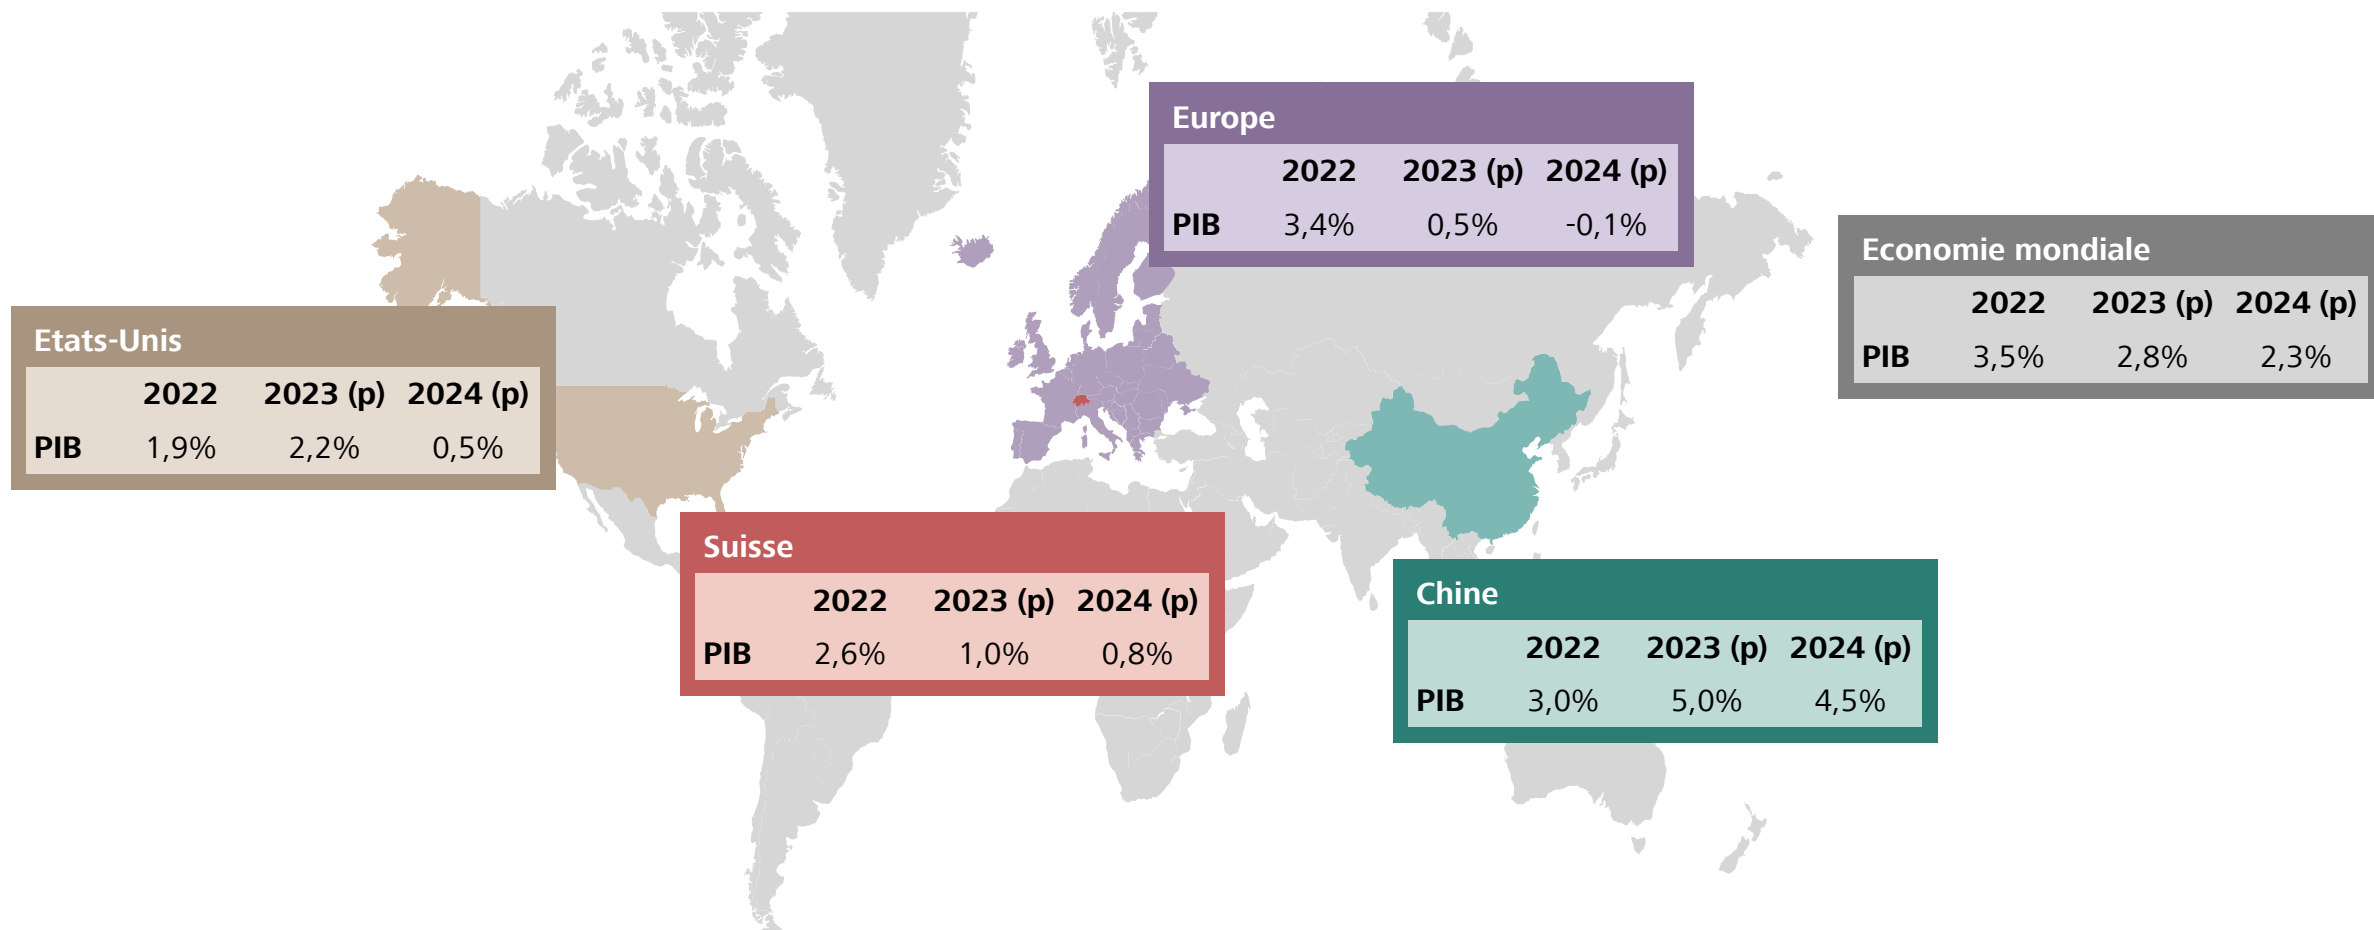 Europe
2022 2023 (p) 2024 (p)
PIB 3,4% 0,5% -0,1%
Economie mondiale
2022 2023 (p) 2024 (p)
PIB 3,5% 2,8% 2,3%
Etats-Unis
2022 2023 (p) 2024 (p)
PIB 1,9% 2,2% 0,5%
Suisse
2022 2023 (p) 2024 (p)
PIB 2,6% 1,0% 0,8%
Chine
2022 2023 (p) 2024 (p)
PIB 3,0% 5,0% 4,5%